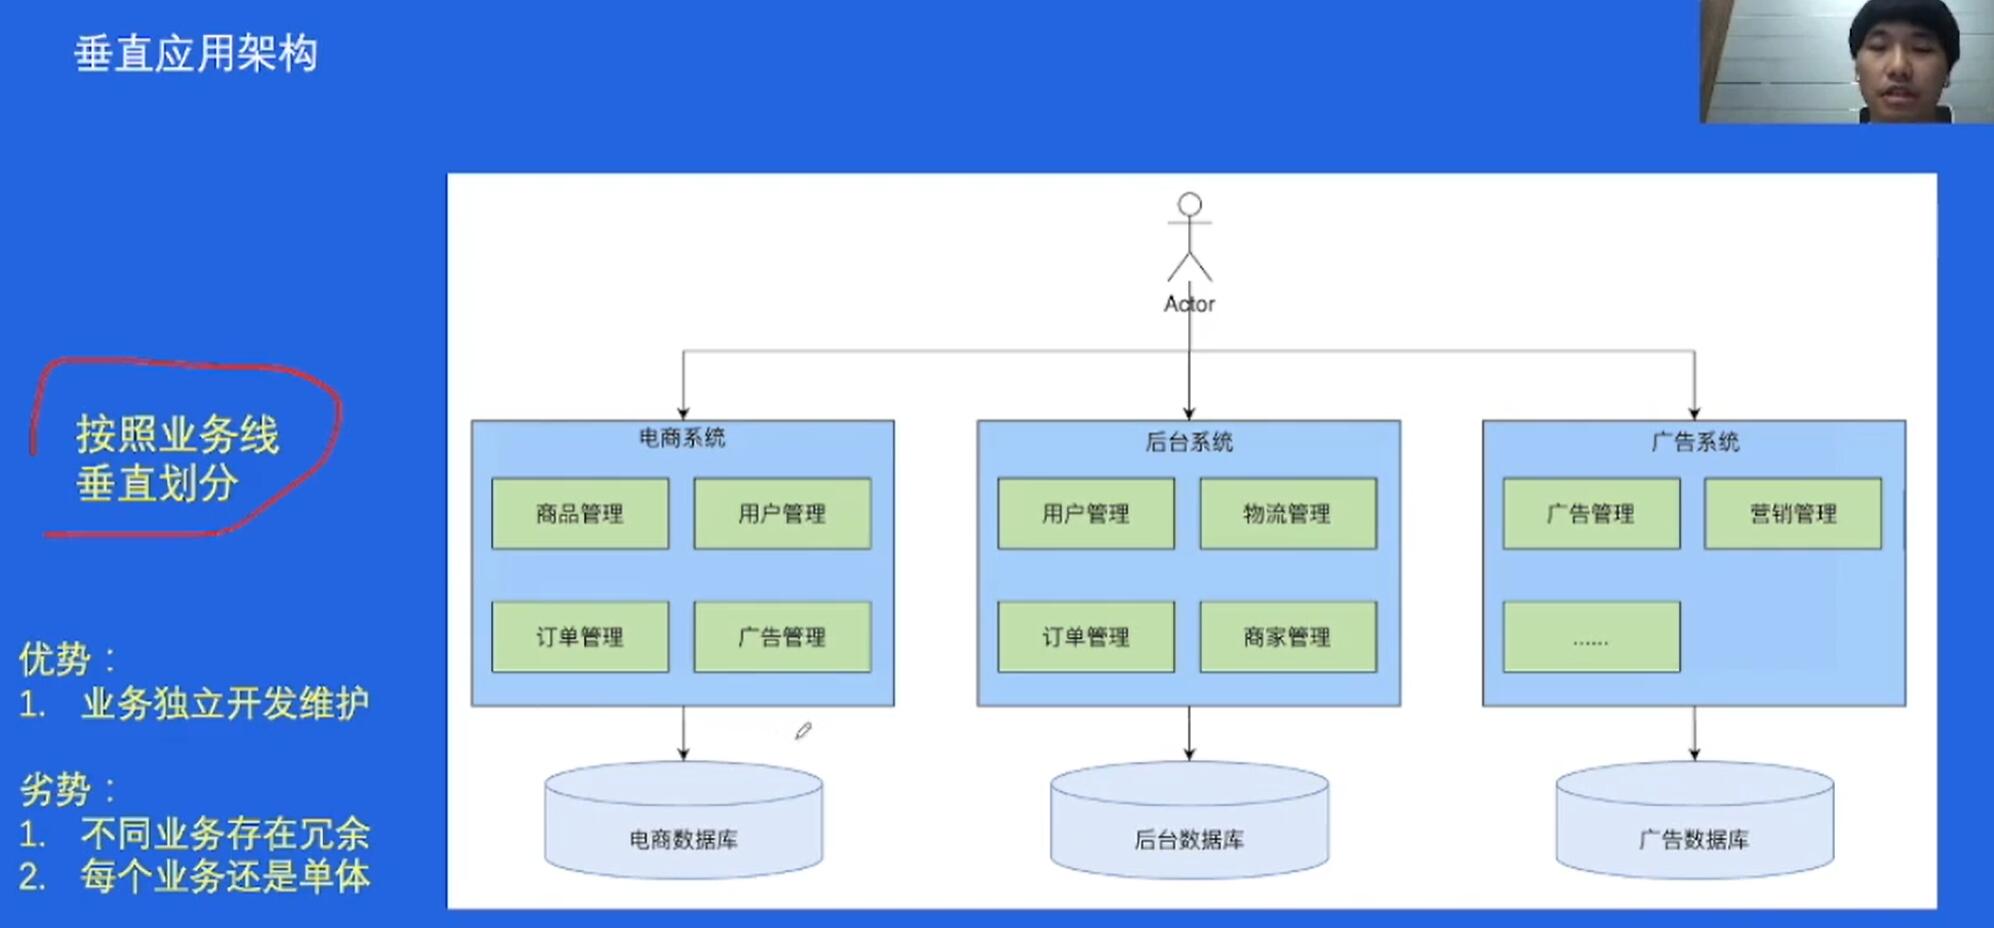 垂直应用架构
按照业务线
垂直划分
优势：
1. 业务独立开发维护
劣势：
1. 不同业务存在冗余
2. 每个业务还是单体
Actor
电商系统
商品管理
用户管理
订单管理
广告管理
电商数据库
后台系统
用户管理
物流管理
订单管理
商家管理
后台数据库
广告系统
广告管理
营销管理
……
广告数据库